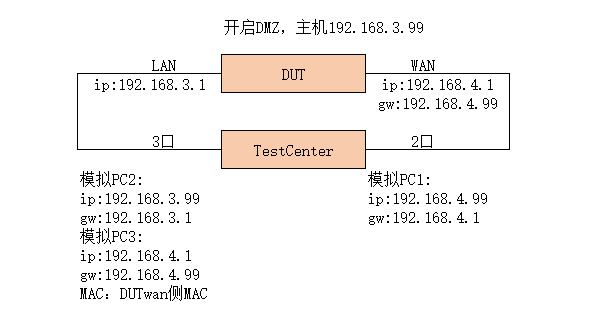 开启DMZ，主机192.168.3.99
LAN
ip:192.168.3.1
DUT
WAN
ip:192.168.4.1
gw:192.168.4.99
3口
TestCenter
2口
模拟PC2:
ip:192.168.3.99
gw:192.168.3.1
模拟PC3:
ip:192.168.4.1
gw:192.168.4.99
MAC：DUTwan侧MAC
模拟PC1:
ip:192.168.4.99
gw:192.168.4.1